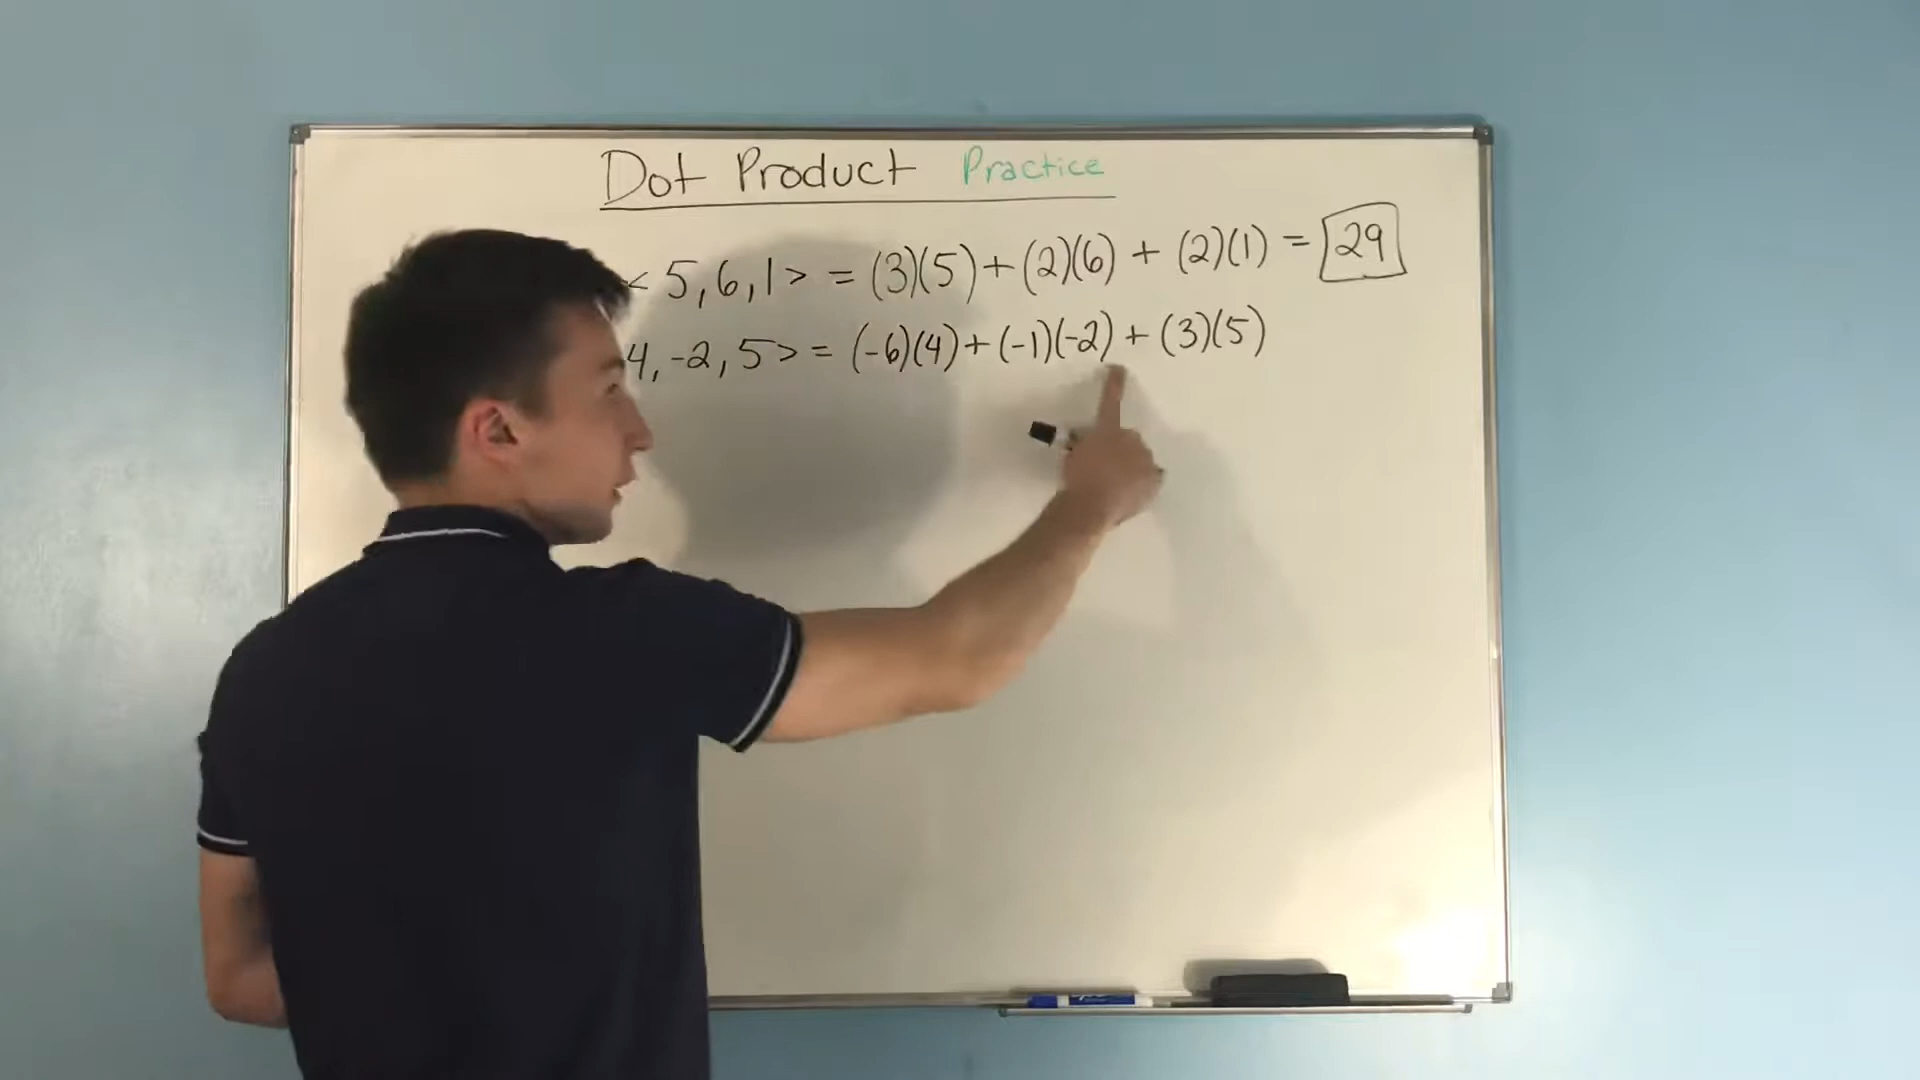 Dot Product Practice
< 5, 6, 1 > = (3)(5) + (2)(6) + (2)(1) = 29
4, -2, 5 > = (-6)(4) + (-1)(-2) + (3)(5)